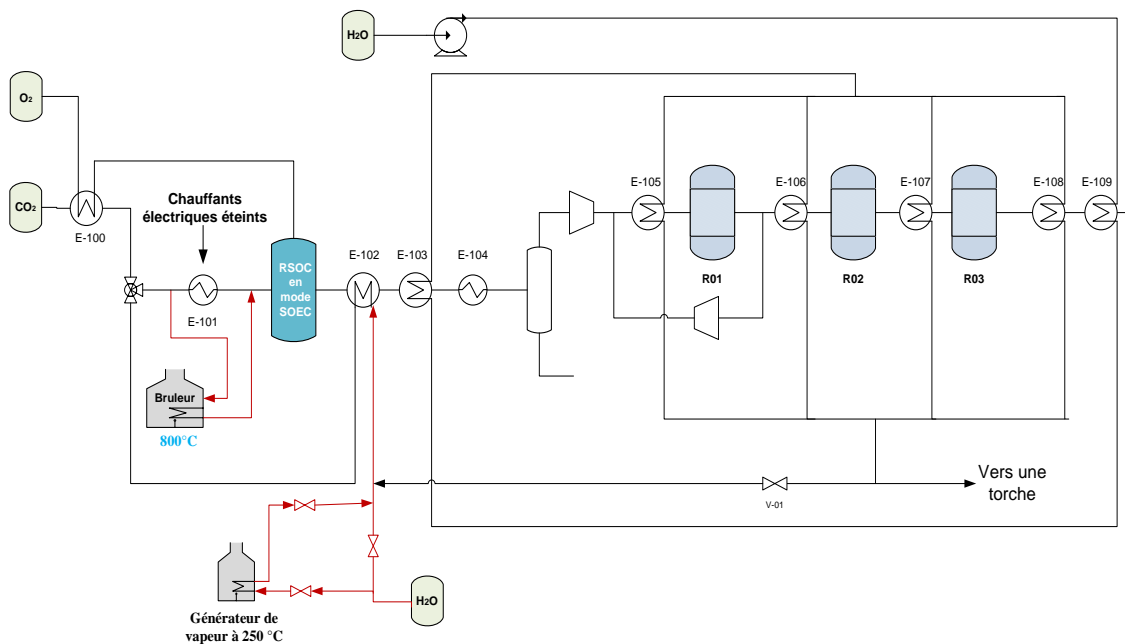 H2O
O2
CO2
E-100
Chauffants
électriques éteints
E-101
RSOC
en
mode
SOEC
E-102
E-103
E-104
E-105
R01
E-106
R02
E-107
R03
E-108
E-109
Bruleur
800°C
Vers une
torche
V-01
H2O
Générateur de
vapeur à 250 °C